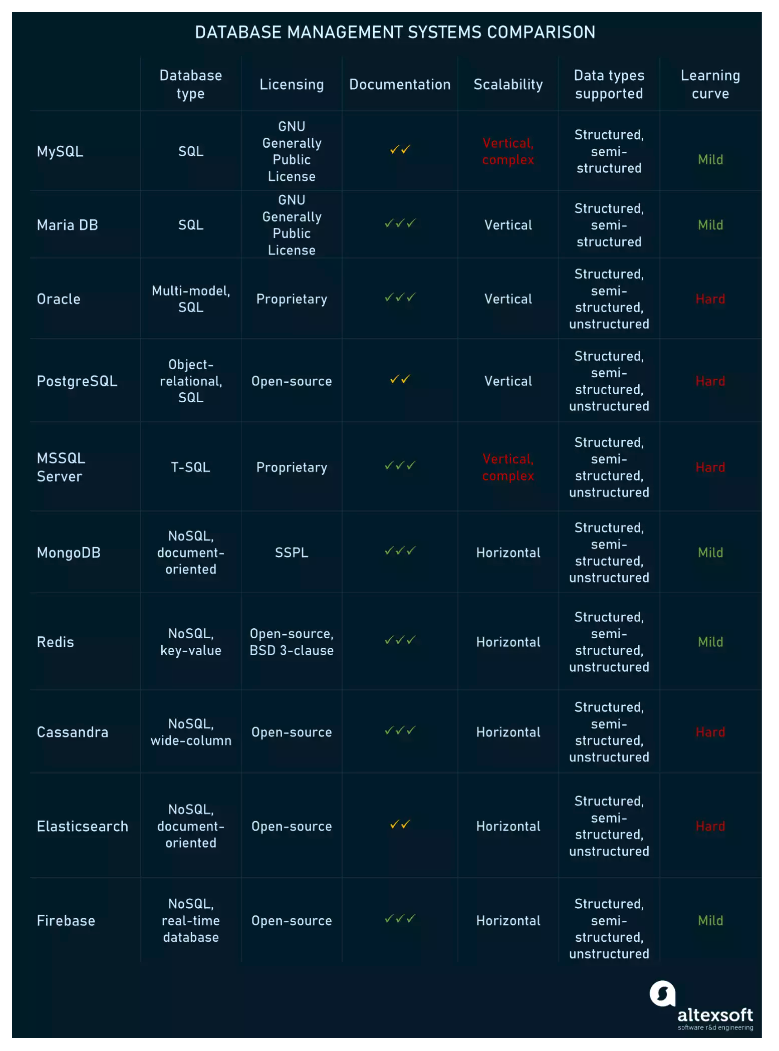 DATABASE MANAGEMENT SYSTEMS COMPARISON
Database
type
Licensing
Documentation
Scalability
Data types
supported
Learning
curve
MySQL
SQL
GNU
Generally
Public
License
✓✓
Vertical,
complex
Structured,
semi-
structured
Mild
Maria DB
SQL
GNU
Generally
Public
License
✓✓✓
Vertical
Structured,
semi-
structured
Mild
Oracle
Multi-model,
SQL
Proprietary
✓✓✓
Vertical
Structured,
semi-
structured,
unstructured
Hard
PostgreSQL
Object-
relational,
SQL
Open-source
✓✓
Vertical
Structured,
semi-
structured,
unstructured
Hard
MSSQL
Server
T-SQL
Proprietary
✓✓✓
Vertical,
complex
Structured,
semi-
structured,
unstructured
Hard
MongoDB
NoSQL,
document-
oriented
SSPL
✓✓✓
Horizontal
Structured,
semi-
structured,
unstructured
Mild
Redis
NoSQL,
key-value
Open-source,
BSD 3-clause
✓✓✓
Horizontal
Structured,
semi-
structured,
unstructured
Mild
Cassandra
NoSQL,
wide-column
Open-source
✓✓✓
Horizontal
Structured,
semi-
structured,
unstructured
Hard
Elasticsearch
NoSQL,
document-
oriented
Open-source
✓✓
Horizontal
Structured,
semi-
structured,
unstructured
Hard
Firebase
NoSQL,
real-time
database
Open-source
✓✓✓
Horizontal
Structured,
semi-
structured,
unstructured
Mild
altexsoft
software r&d engineering